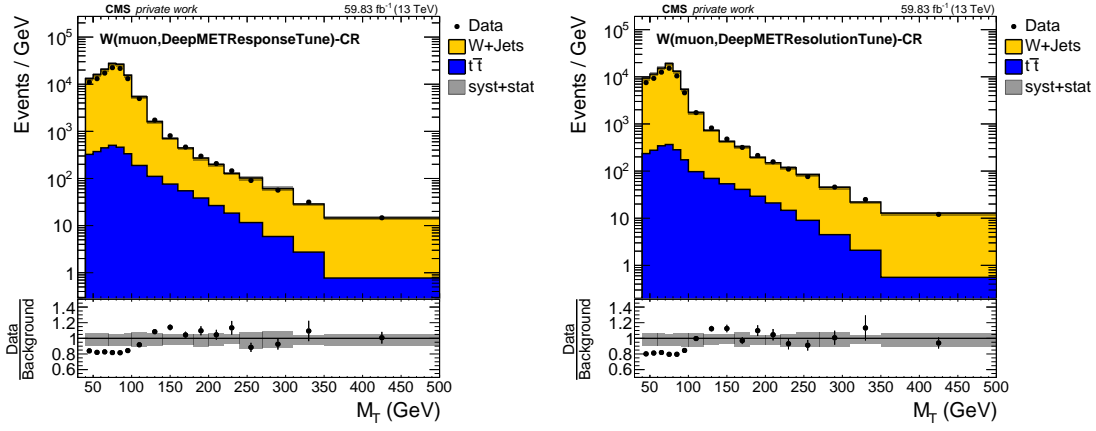 CMS private work 59.83 fb⁻¹ (13 TeV)
W(muon,DeepMETResponseTune)-CR
Data
W+Jets
tt̅
syst+stat
Events / GeV
10⁵
10⁴
10³
10²
10
1
Data
Background
1.4
1.2
1
0.8
0.6
50 100 150 200 250 300 350 400 450 500
M_T (GeV)
CMS private work 59.83 fb⁻¹ (13 TeV)
W(muon,DeepMETResolutionTune)-CR
Data
W+Jets
tt̅
syst+stat
Events / GeV
10⁵
10⁴
10³
10²
10
1
Data
Background
1.4
1.2
1
0.8
0.6
50 100 150 200 250 300 350 400 450 500
M_T (GeV)